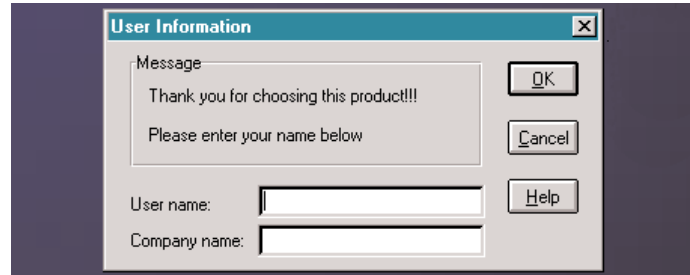 User Information
Message
Thank you for choosing this product!!!
Please enter your name below
OK
Cancel
Help
User name:
Company name: